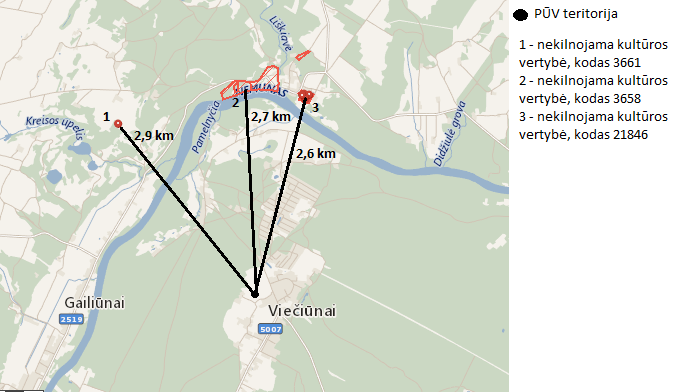 PŪV teritorija
1 - nekilnojama kultūros
vertybė, kodas 3661
2 - nekilnojama kultūros
vertybė, kodas 3658
3 - nekilnojama kultūros
vertybė, kodas 21846
Liškiavė
NEMUNAS
1
2
3
Kreisos upelis
2,9 km
2,7 km
2,6 km
Pamelnyčia
Didžiulė grova
Gailiūnai
2519
Viečiūnai
5007